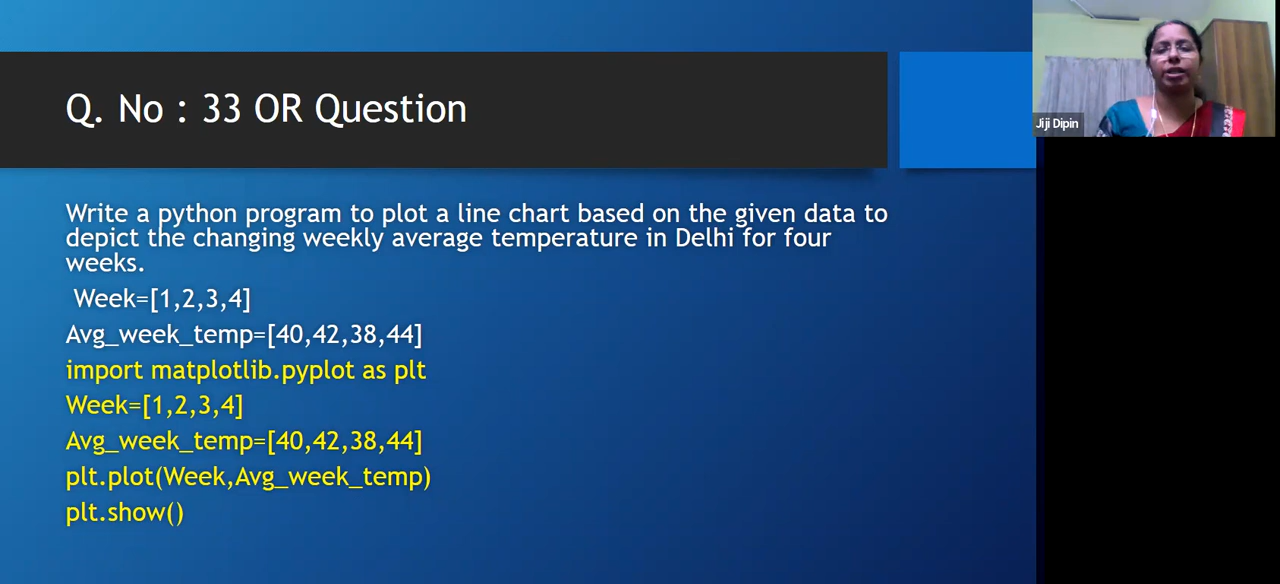 Q. No : 33 OR Question
Jiji Dipin
Write a python program to plot a line chart based on the given data to
depict the changing weekly average temperature in Delhi for four
weeks.
Week=[1,2,3,4]
Avg_week_temp=[40,42,38,44]
import matplotlib.pyplot as plt
Week=[1,2,3,4]
Avg_week_temp=[40,42,38,44]
plt.plot(Week,Avg_week_temp)
plt.show()